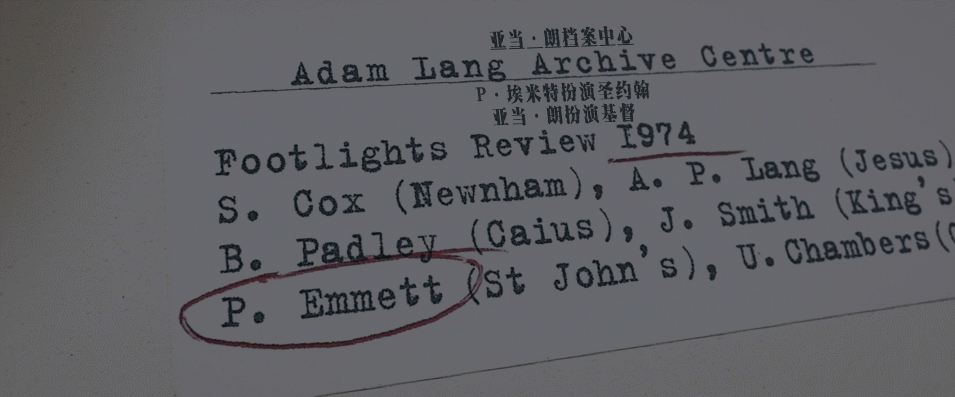 亚当·朗档案中心
Adam Lang Archive Centre
P·埃米特扮演圣约翰
亚当·朗份演基督
Footlights Review 1974
S. Cox (Newnham), A. P. Lang (Jesus)
B. Padley (Caius), J. Smith (King's
P. Emmett (St John's), U. Chambers(